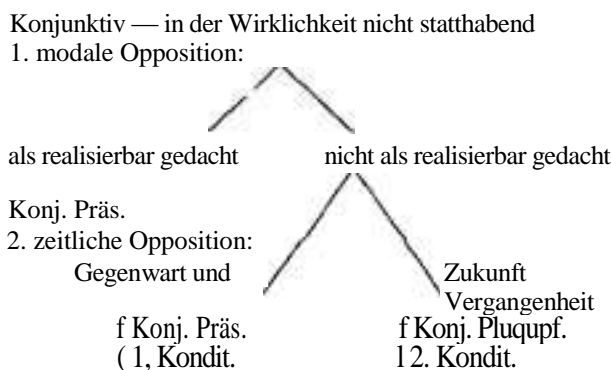 Konjunktiv — in der Wirklichkeit nicht statthabend
1. modale Opposition:
als realisierbar gedacht nicht als realisierbar gedacht
Konj. Präs.
2. zeitliche Opposition:
Gegenwart und Zukunft
Vergangenheit
f Konj. Präs. f Konj. Pluqupf.
( 1, Kondit. l 2. Kondit.